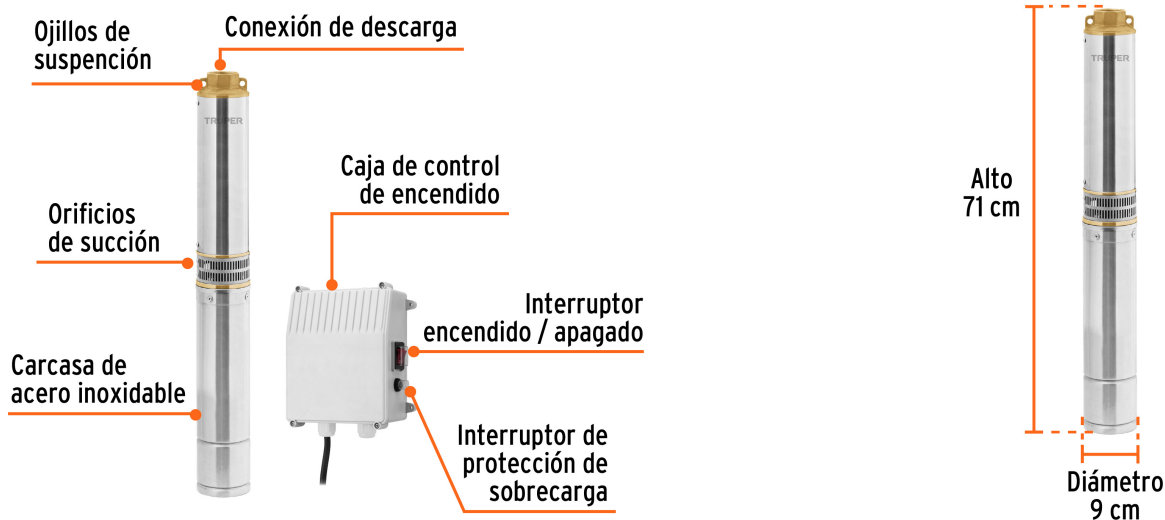 Ojillos de
suspención
Conexión de descarga
TRUPER
Caja de control
de encendido
Orificios
de succión
Interruptor
encendido / apagado
Carcasa de
acero inoxidable
Interruptor de
protección de
sobrecarga
TRUPER
Alto
71 cm
Diámetro
9 cm